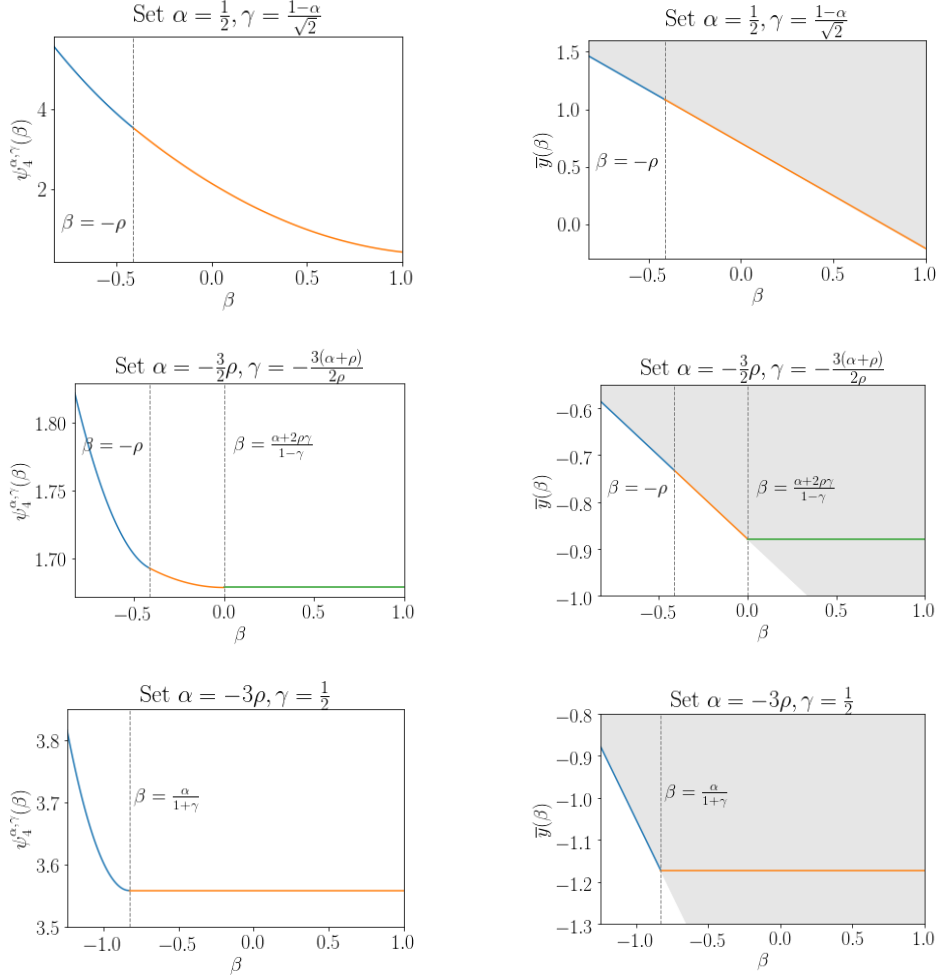 Set α = 1/2, γ = (1−α)/√2
ψ₄^{α,γ}(β)
4
2
β = −ρ
−0.5
0.0
0.5
1.0
β
Set α = 1/2, γ = (1−α)/√2
y̅(β)
1.5
1.0
0.5
0.0
β = −ρ
−0.5
0.0
0.5
1.0
β
Set α = −3/2 ρ, γ = −3(α+ρ)/2ρ
ψ₄^{α,γ}(β)
1.80
1.75
1.70
β = −ρ
β = (α+2ργ)/(1−γ)
−0.5
0.0
0.5
1.0
β
Set α = −3/2 ρ, γ = −3(α+ρ)/2ρ
y̅(β)
−0.6
−0.7
−0.8
−0.9
−1.0
β = −ρ
β = (α+2ργ)/(1−γ)
−0.5
0.0
0.5
1.0
β
Set α = −3ρ, γ = 1/2
ψ₄^{α,γ}(β)
3.8
3.7
3.6
3.5
β = α/(1+γ)
−1.0
−0.5
0.0
0.5
1.0
β
Set α = −3ρ, γ = 1/2
y̅(β)
−0.8
−0.9
−1.0
−1.1
−1.2
−1.3
β = α/(1+γ)
−1.0
−0.5
0.0
0.5
1.0
β